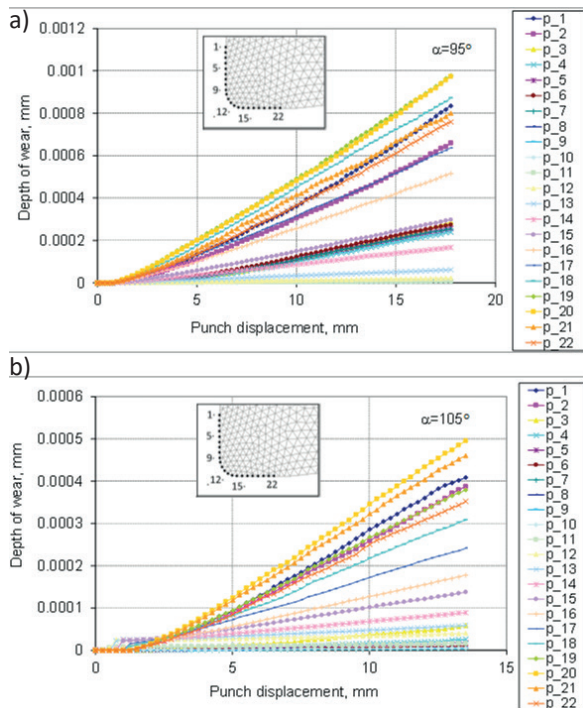 a)
0.0012
0.001
0.0008
0.0006
0.0004
0.0002
0
Depth of wear, mm
1·
5·
9·
.12·
15·
22
α=95º
0
5
10
15
20
Punch displacement, mm
p_1
p_2
p_3
p_4
p_5
p_6
p_7
p_8
p_9
p_10
p_11
p_12
p_13
p_14
p_15
p_16
p_17
p_18
p_19
p_20
p_21
p_22
b)
0.0006
0.0005
0.0004
0.0003
0.0002
0.0001
0
Depth of wear, mm
1·
5·
9·
.12·
15·
22
α=105º
0
5
10
15
Punch displacement, mm
p_1
p_2
p_3
p_4
p_5
p_6
p_7
p_8
p_9
p_10
p_11
p_12
p_13
p_14
p_15
p_16
p_17
p_18
p_19
p_20
p_21
p_22